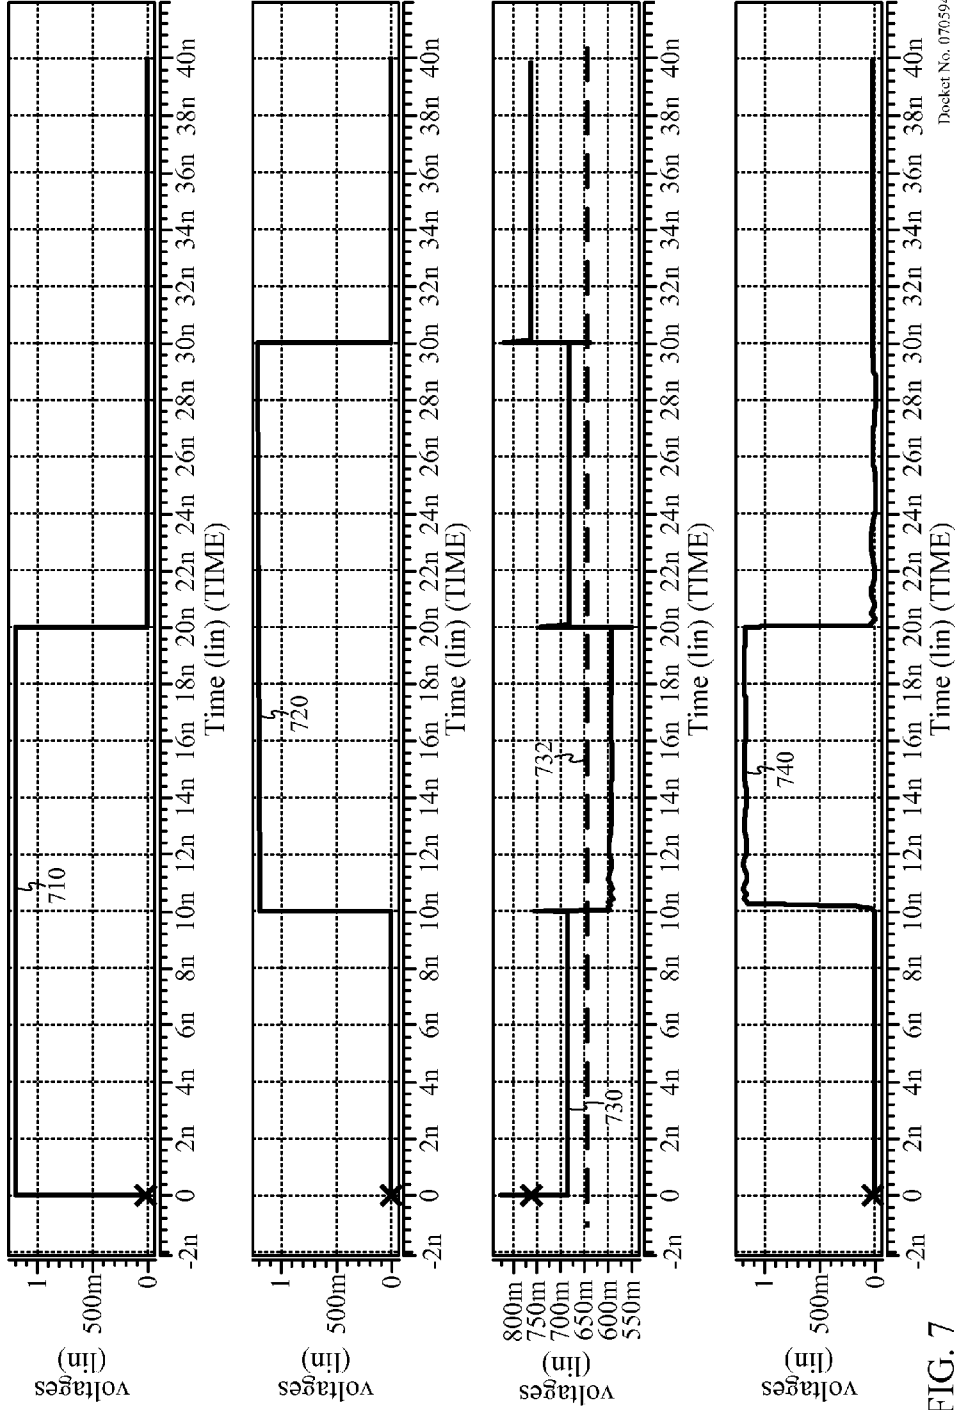 voltages
(lin)
1
500m
0
710
-2n 0 2n 4n 6n 8n 10n 12n 14n 16n 18n 20n 22n 24n 26n 28n 30n 32n 34n 36n 38n 40n
Time (lin) (TIME)
voltages
(lin)
1
500m
0
720
-2n 0 2n 4n 6n 8n 10n 12n 14n 16n 18n 20n 22n 24n 26n 28n 30n 32n 34n 36n 38n 40n
Time (lin) (TIME)
voltages
(lin)
800m
750m
700m
650m
600m
550m
732
730
-2n 0 2n 4n 6n 8n 10n 12n 14n 16n 18n 20n 22n 24n 26n 28n 30n 32n 34n 36n 38n 40n
Time (lin) (TIME)
voltages
(lin)
1
500m
0
740
-2n 0 2n 4n 6n 8n 10n 12n 14n 16n 18n 20n 22n 24n 26n 28n 30n 32n 34n 36n 38n 40n
Time (lin) (TIME)
FIG. 7
Docket No. 070594